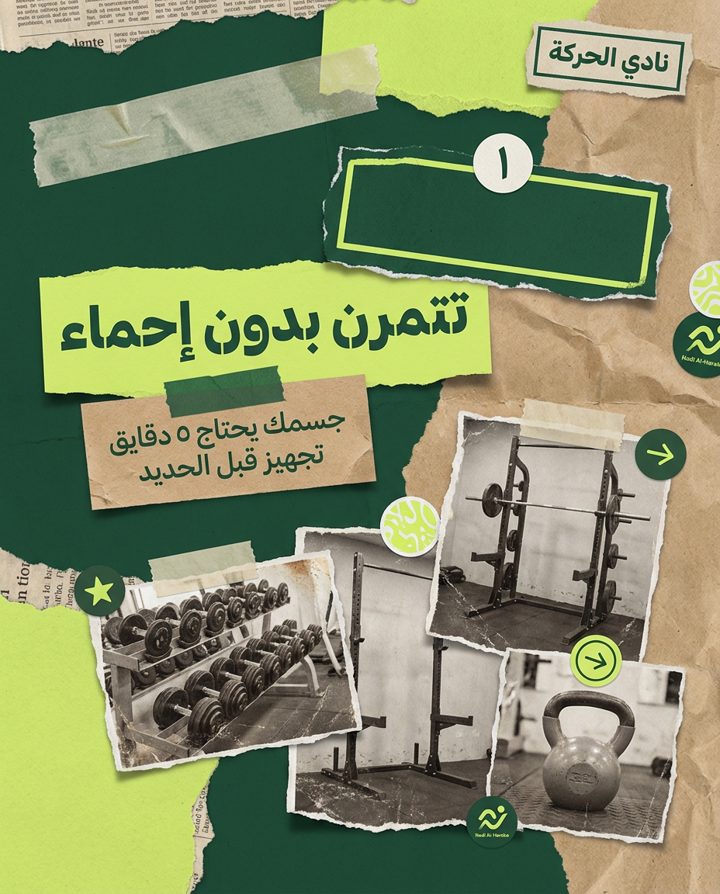 نادي الحركة
١
تتمرن بدون إحماء
جسمك يحتاج ٥ دقايق
تجهيز قبل الحديد